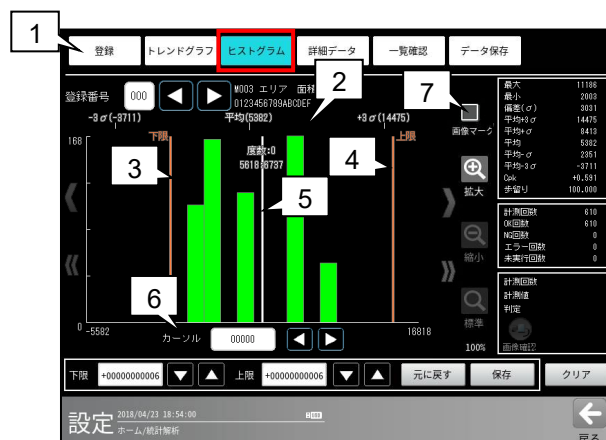 1
登録
トレンドグラフ
ヒストグラム
詳細データ
一覧確認
データ保存
登録番号
000
M003 エリア 面積
0123456789ABCDEF
2
7
-3σ(-3711)
平均(5382)
+3σ(14475)
画像マーク
168
下限
度数:0
5618:6737
上限
3
4
5
6
拡大
縮小
標準
100%
0
-5582
カーソル
00000
18818
最大 11186
最小 2003
偏差(σ) 3031
平均+3σ 14475
平均+σ 8413
平均 5382
平均-σ 2351
平均-3σ -3711
Cpk +0.591
歩留り 100.000
計測回数 610
OK回数 610
NG回数 0
エラー回数 0
未実行回数 0
計測回数
計測値
判定
画像確認
下限
+00000000006
上限
+00000000006
元に戻す
保存
クリア
設定
2018/04/23 18:54:00
ホーム/統計解析
戻る